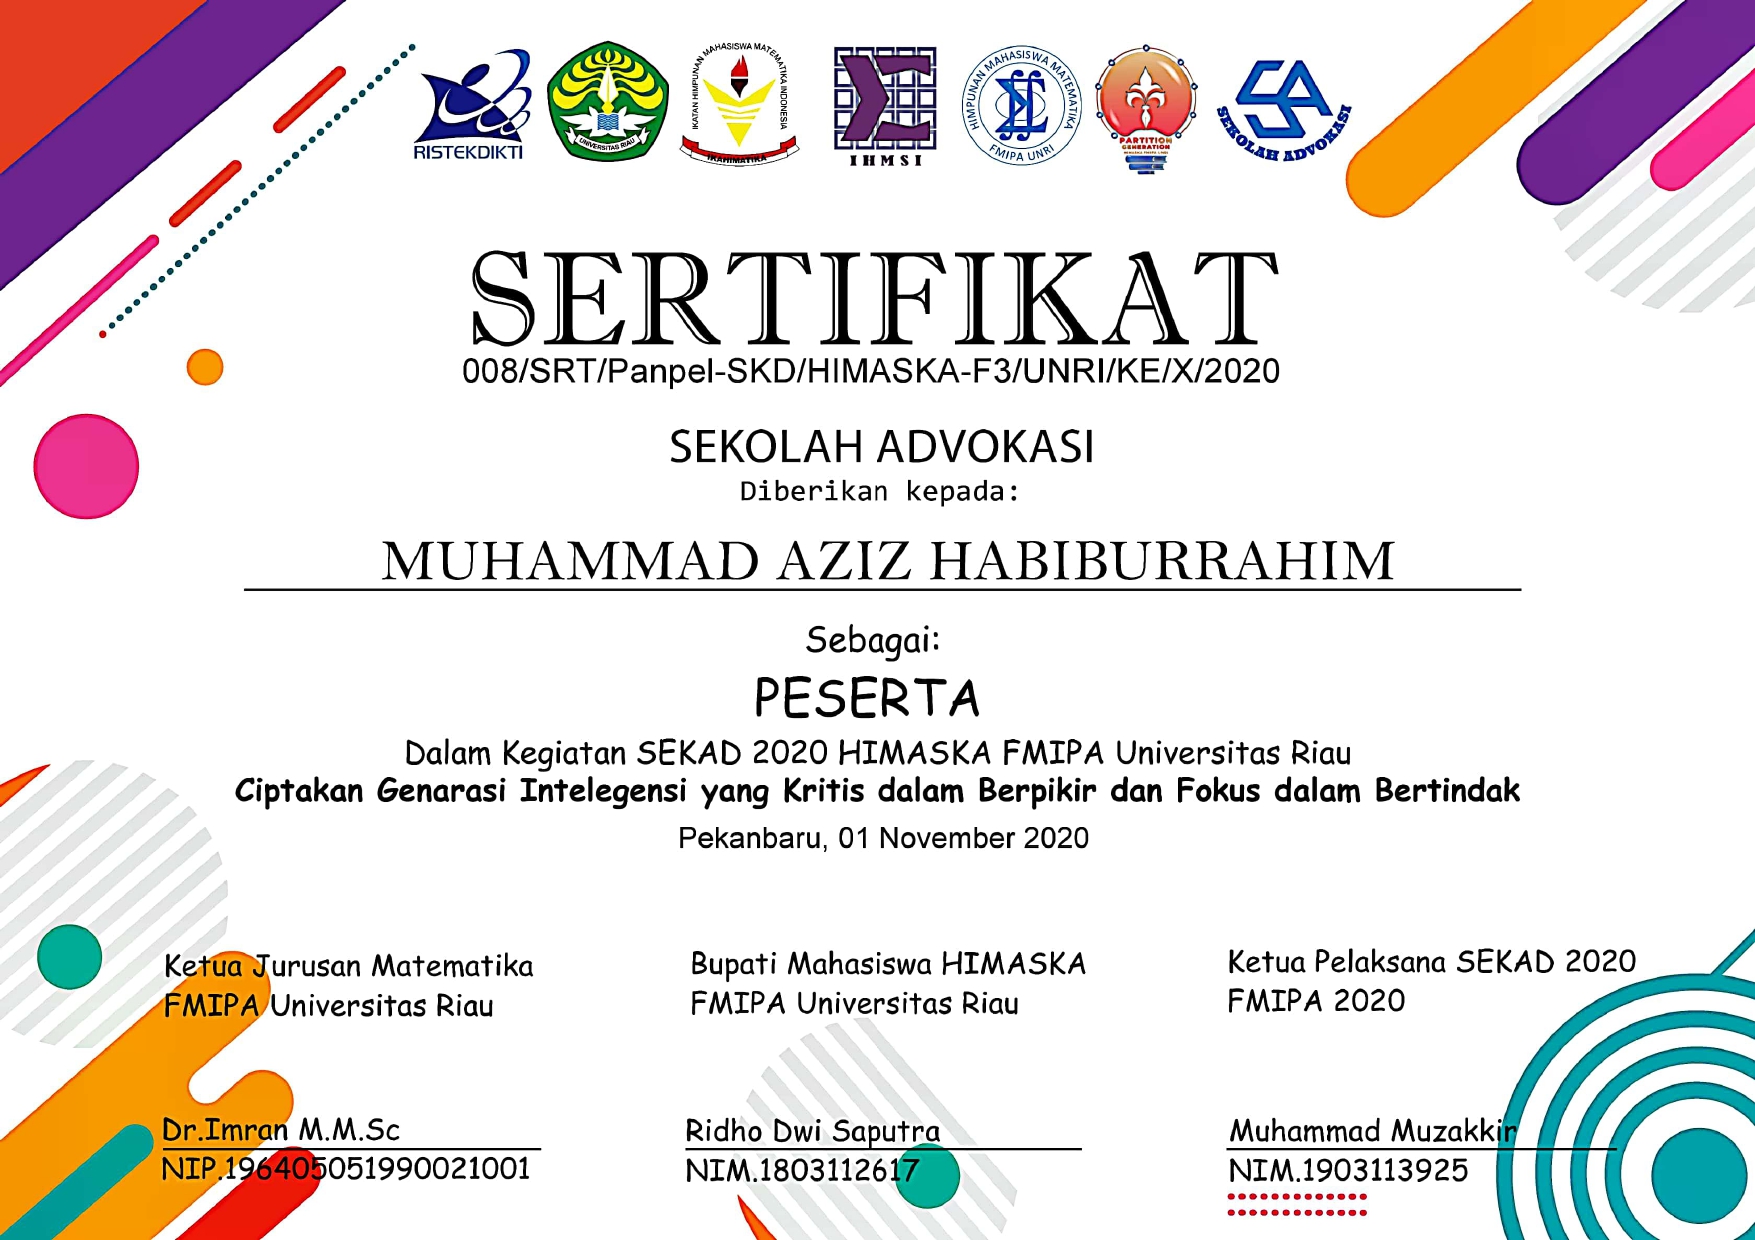 RISTEKDIKTI
UNIVERSITAS RIAU
IKATAN HIMPUNAN MAHASISWA MATEMATIKA INDONESIA
IKAHIMATIKA
IHMSI
HIMPUNAN MAHASISWA MATEMATIKA
FMIPA UNRI
PARTITION
GENERATION
SEKOLAH ADVOKASI
SERTIFIKAT
008/SRT/Panpel-SKD/HIMASKA-F3/UNRI/KE/X/2020
SEKOLAH ADVOKASI
Diberikan kepada:
MUHAMMAD AZIZ HABIBURRAHIM
Sebagai:
PESERTA
Dalam Kegiatan SEKAD 2020 HIMASKA FMIPA Universitas Riau
Ciptakan Genarasi Intelegensi yang Kritis dalam Berpikir dan Fokus dalam Bertindak
Pekanbaru, 01 November 2020
Ketua Jurusan Matematika
FMIPA Universitas Riau
Dr.Imran M.M.Sc
NIP.196405051990021001
Bupati Mahasiswa HIMASKA
FMIPA Universitas Riau
Ridho Dwi Saputra
NIM.1803112617
Ketua Pelaksana SEKAD 2020
FMIPA 2020
Muhammad Muzakkir
NIM.1903113925